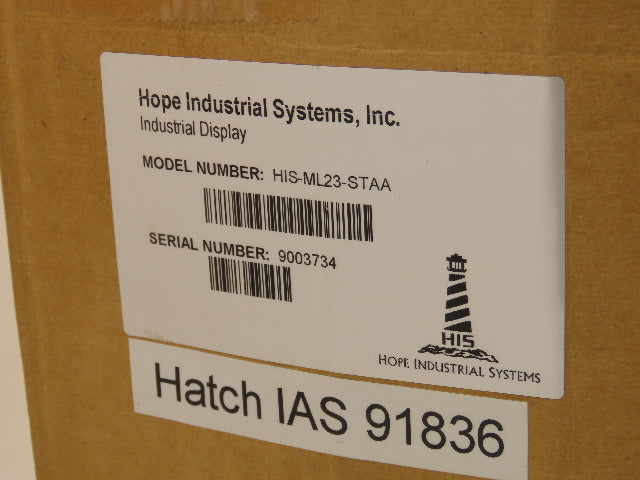 Hope Industrial Systems, Inc.
Industrial Display
MODEL NUMBER: HIS-ML23-STAA
SERIAL NUMBER: 9003734
HIS
HOPE INDUSTRIAL SYSTEMS
Hatch IAS 91836